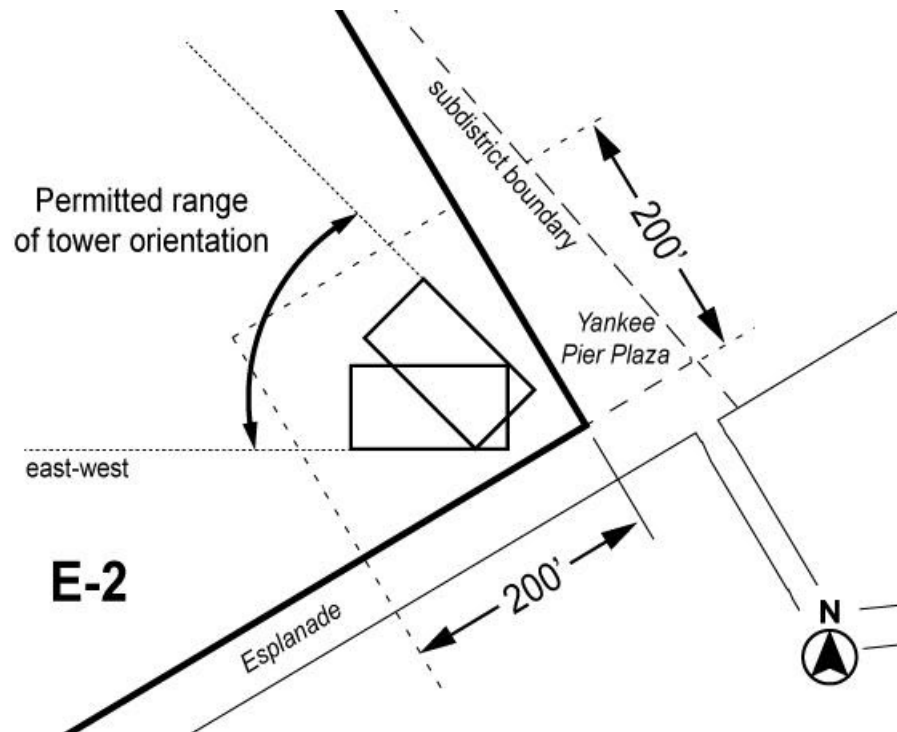 subdistrict boundary
200'
Permitted range
of tower orientation
Yankee
Pier Plaza
east-west
E-2
200'
Esplanade
N